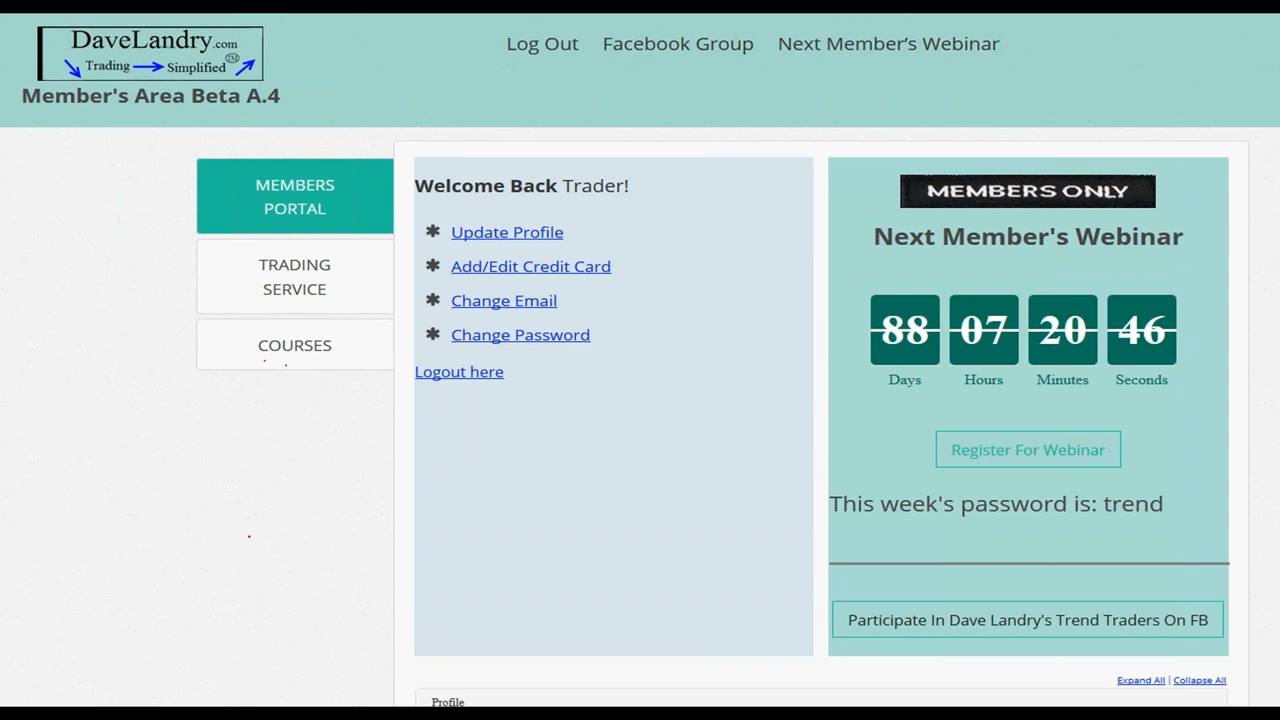 DaveLandry.com
Trading Simplified TM
Member's Area Beta A.4
Log Out Facebook Group Next Member’s Webinar
MEMBERS
PORTAL
TRADING
SERVICE
COURSES
Welcome Back Trader!
Update Profile
Add/Edit Credit Card
Change Email
Change Password
Logout here
MEMBERS ONLY
Next Member's Webinar
88 07 20 46
Days Hours Minutes Seconds
Register For Webinar
This week's password is: trend
Participate In Dave Landry's Trend Traders On FB
Expand All | Collapse All
Profile